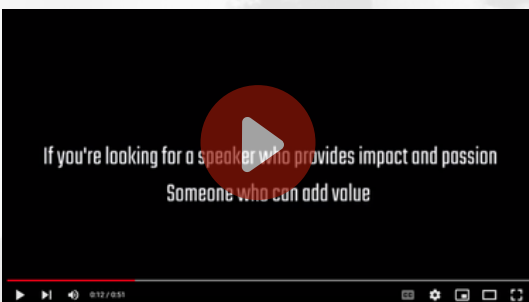 If you're looking for a speaker who provides impact and passion
Someone who can add value
0:12 / 0:51
CC